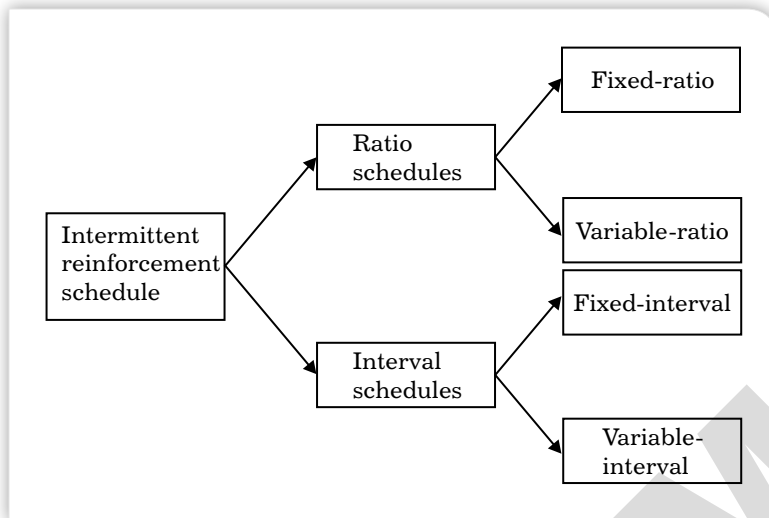 Intermittent
reinforcement
schedule
Ratio
schedules
Interval
schedules
Fixed-ratio
Variable-ratio
Fixed-interval
Variable-
interval